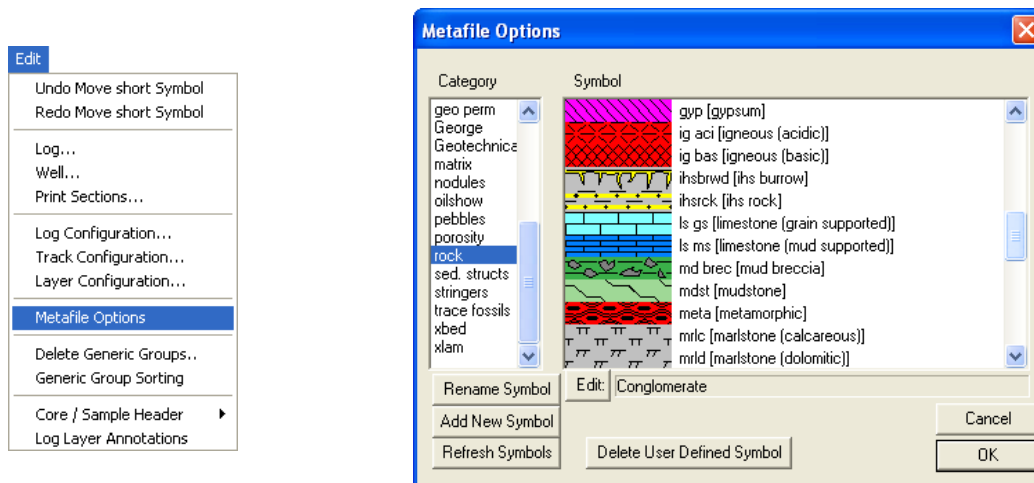 Edit
Undo Move short Symbol
Redo Move short Symbol
Log...
Well...
Print Sections...
Log Configuration...
Track Configuration...
Layer Configuration...
Metafile Options
Delete Generic Groups..
Generic Group Sorting
Core / Sample Header
Log Layer Annotations
Metafile Options
Category
geo perm
George
Geotechnica
matrix
nodules
oilshow
pebbles
porosity
rock
sed. structs
stringers
trace fossils
xbed
xlam
Symbol
gyp [gypsum]
ig aci [igneous (acidic)]
ig bas [igneous (basic)]
ihsbrwd [ihs burrow]
ihsrck [ihs rock]
ls gs [limestone (grain supported)]
ls ms [limestone (mud supported)]
md brec [mud breccia]
mdst [mudstone]
meta [metamorphic]
mrlc [marlstone (calcareous)]
mrld [marlstone (dolomitic)]
Rename Symbol
Edit: Conglomerate
Add New Symbol
Cancel
Refresh Symbols
Delete User Defined Symbol
OK